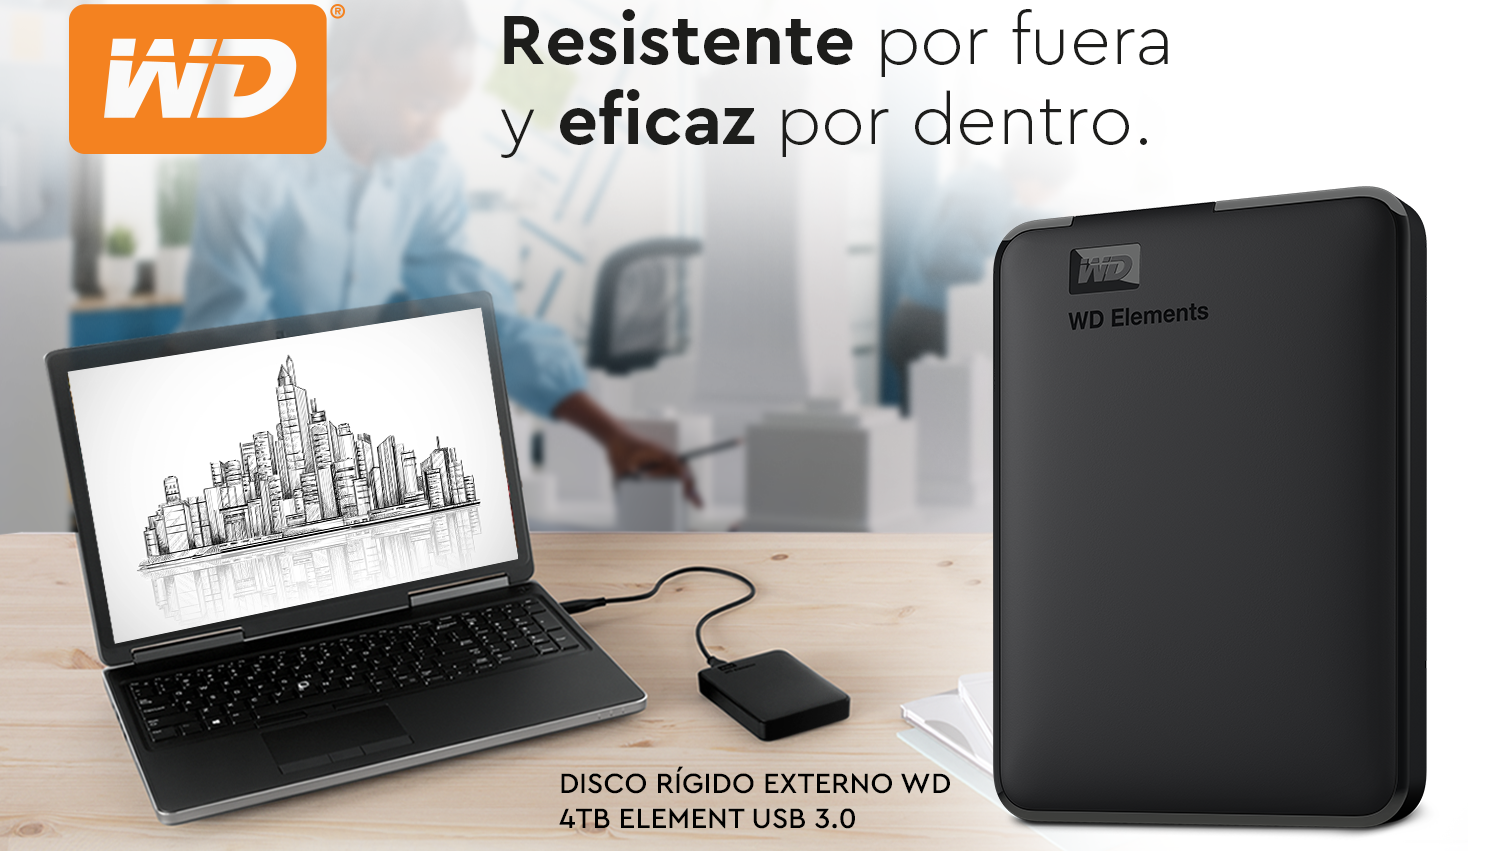 WD®
Resistente por fuera
y eficaz por dentro.
WD
WD Elements
DISCO RÍGIDO EXTERNO WD
4TB ELEMENT USB 3.0